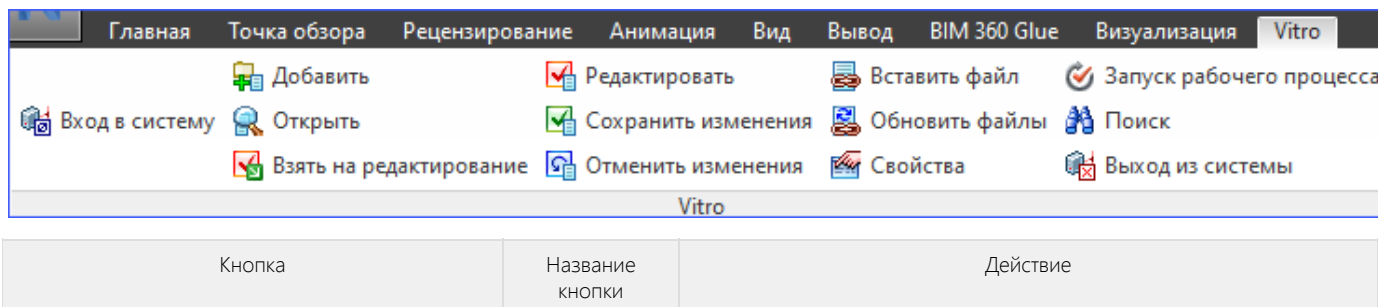 Главная Точка обзора Рецензирование Анимация Вид Вывод BIM 360 Glue Визуализация Vitro
Добавить Редактировать Вставить файл Запуск рабочего процесса
Вход в систему Открыть Сохранить изменения Обновить файлы Поиск
Взять на редактирование Отменить изменения Свойства Выход из системы
Vitro
Кнопка Название Действие
кнопки